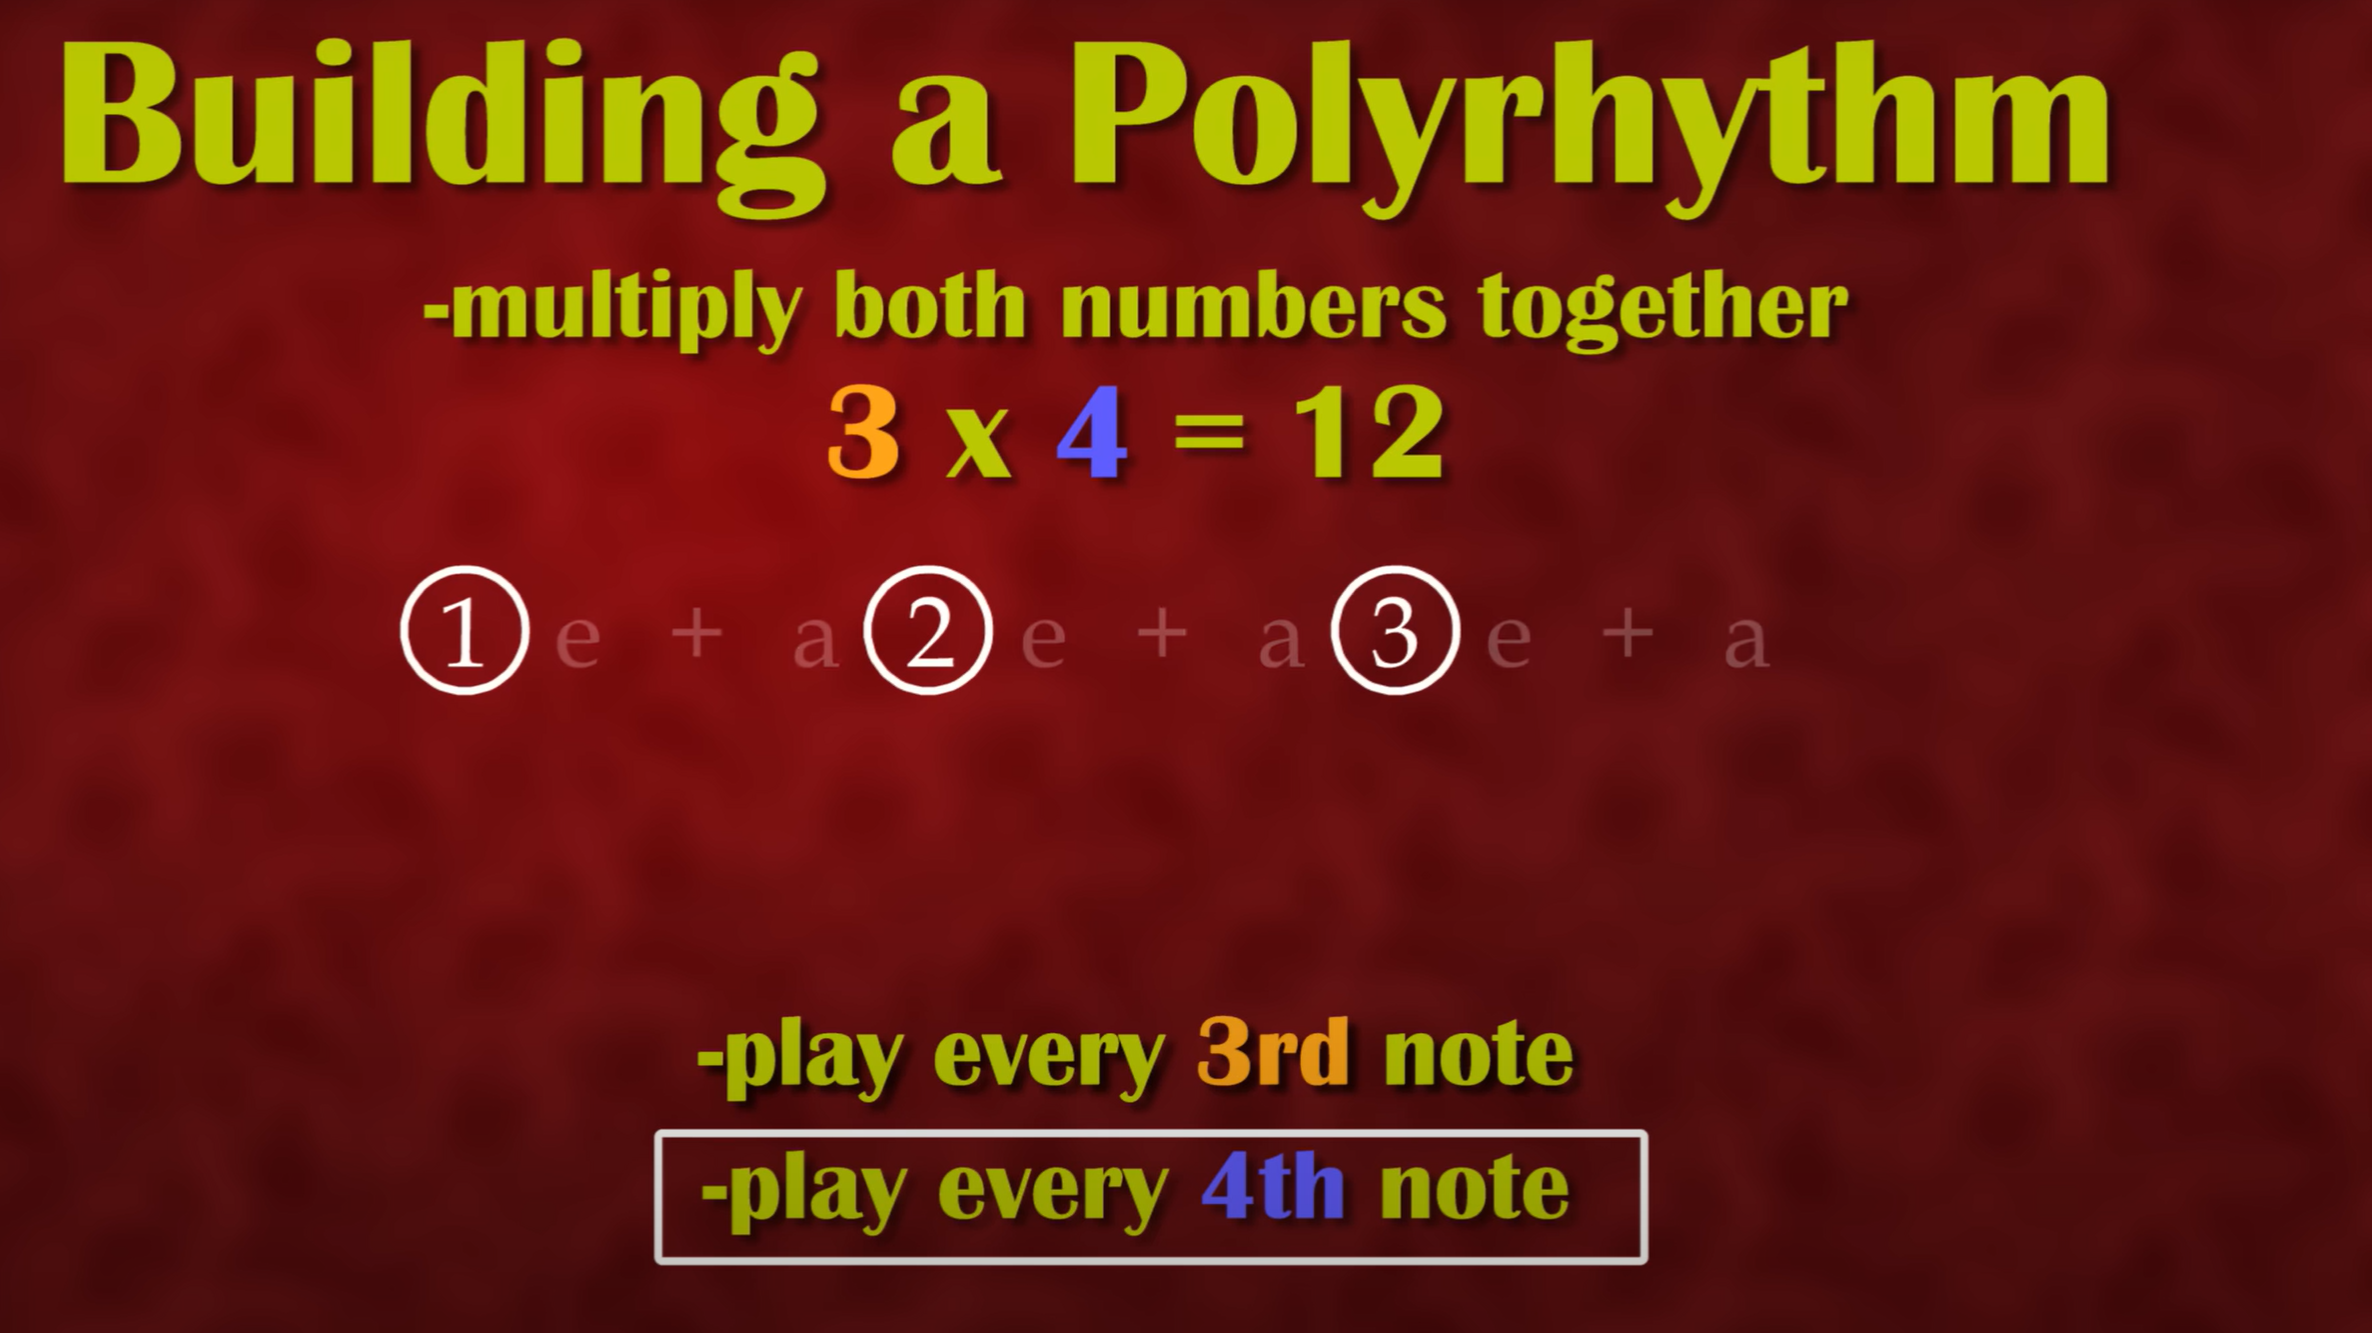 Building a Polyrhythm
-multiply both numbers together
3 x 4 = 12
1 e + a 2 e + a 3 e + a
-play every 3rd note
-play every 4th note